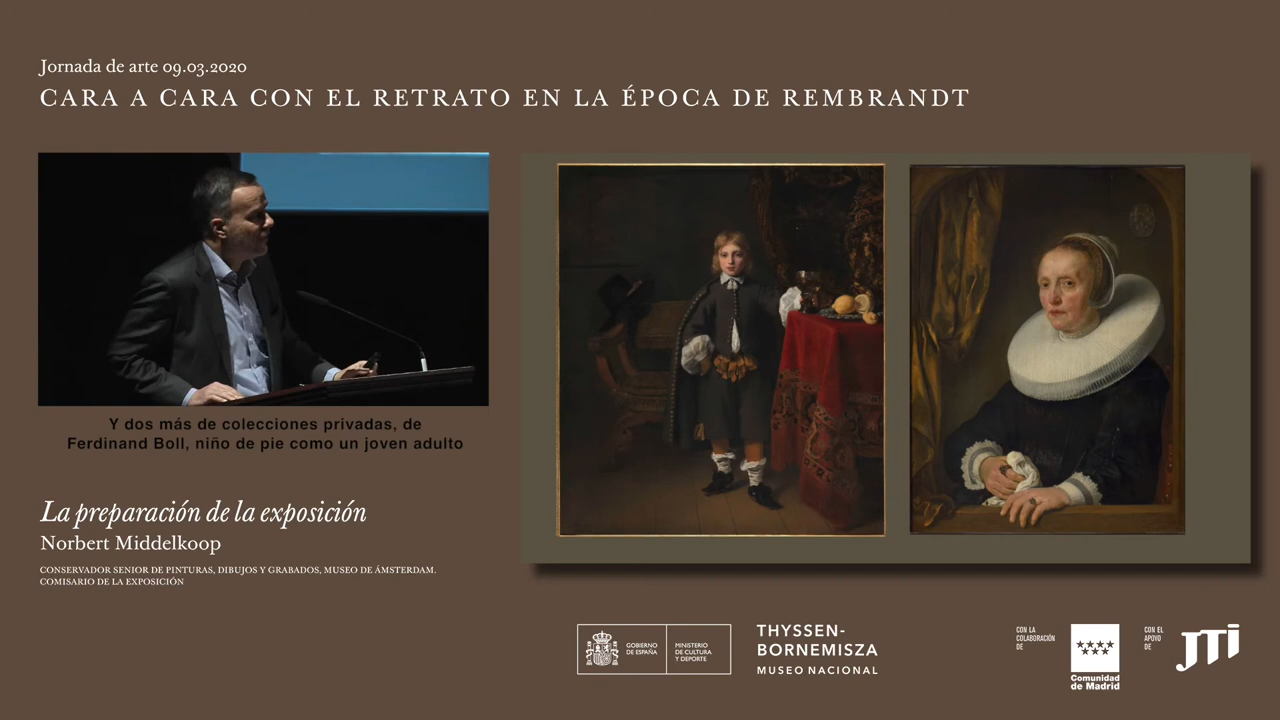 Jornada de arte 09.03.2020
CARA A CARA CON EL RETRATO EN LA ÉPOCA DE REMBRANDT
Y dos más de colecciones privadas, de
Ferdinand Boll, niño de pie como un joven adulto
La preparación de la exposición
Norbert Middelkoop
CONSERVADOR SENIOR DE PINTURAS, DIBUJOS Y GRABADOS, MUSEO DE ÁMSTERDAM.
COMISARIO DE LA EXPOSICIÓN
GOBIERNO
DE ESPAÑA
MINISTERIO
DE CULTURA
Y DEPORTE
THYSSEN-
BORNEMISZA
MUSEO NACIONAL
CON LA
COLABORACIÓN
DE
Comunidad
de Madrid
CON EL
APOYO
DE
JTI